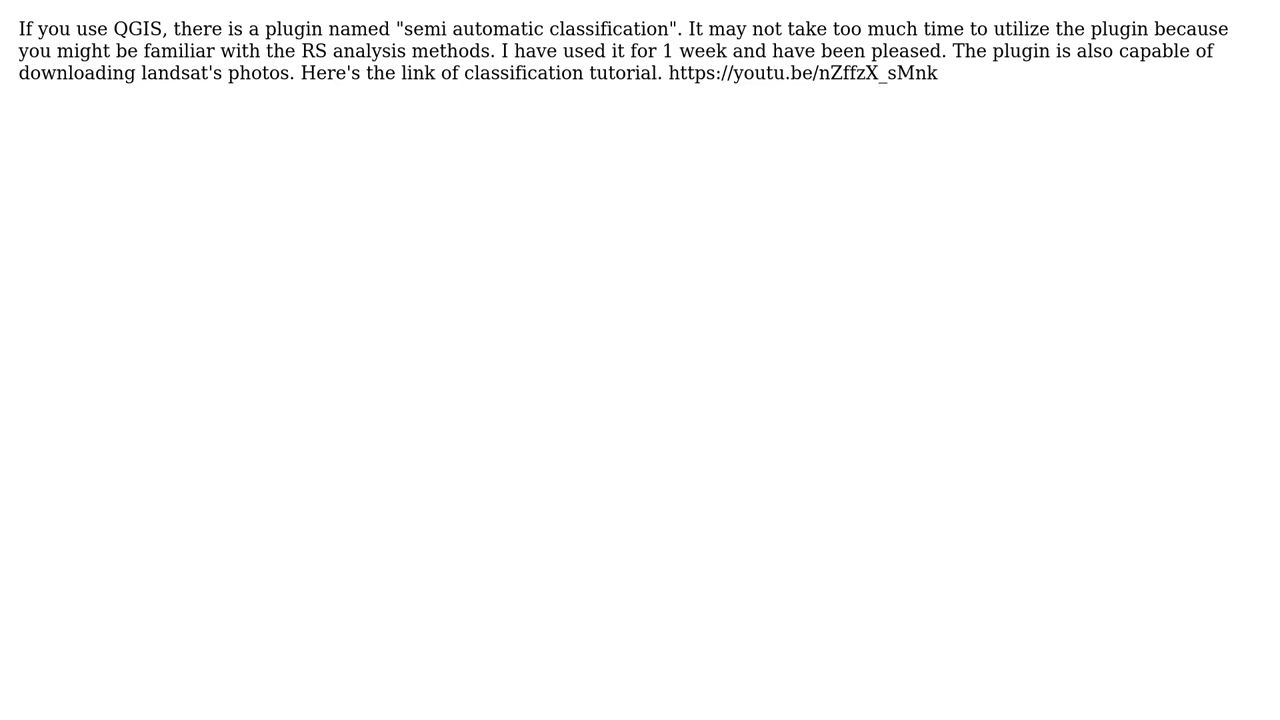 If you use QGIS, there is a plugin named "semi automatic classification". It may not take too much time to utilize the plugin because
you might be familiar with the RS analysis methods. I have used it for 1 week and have been pleased. The plugin is also capable of
downloading landsat's photos. Here's the link of classification tutorial. https://youtu.be/nZffzX_sMnk